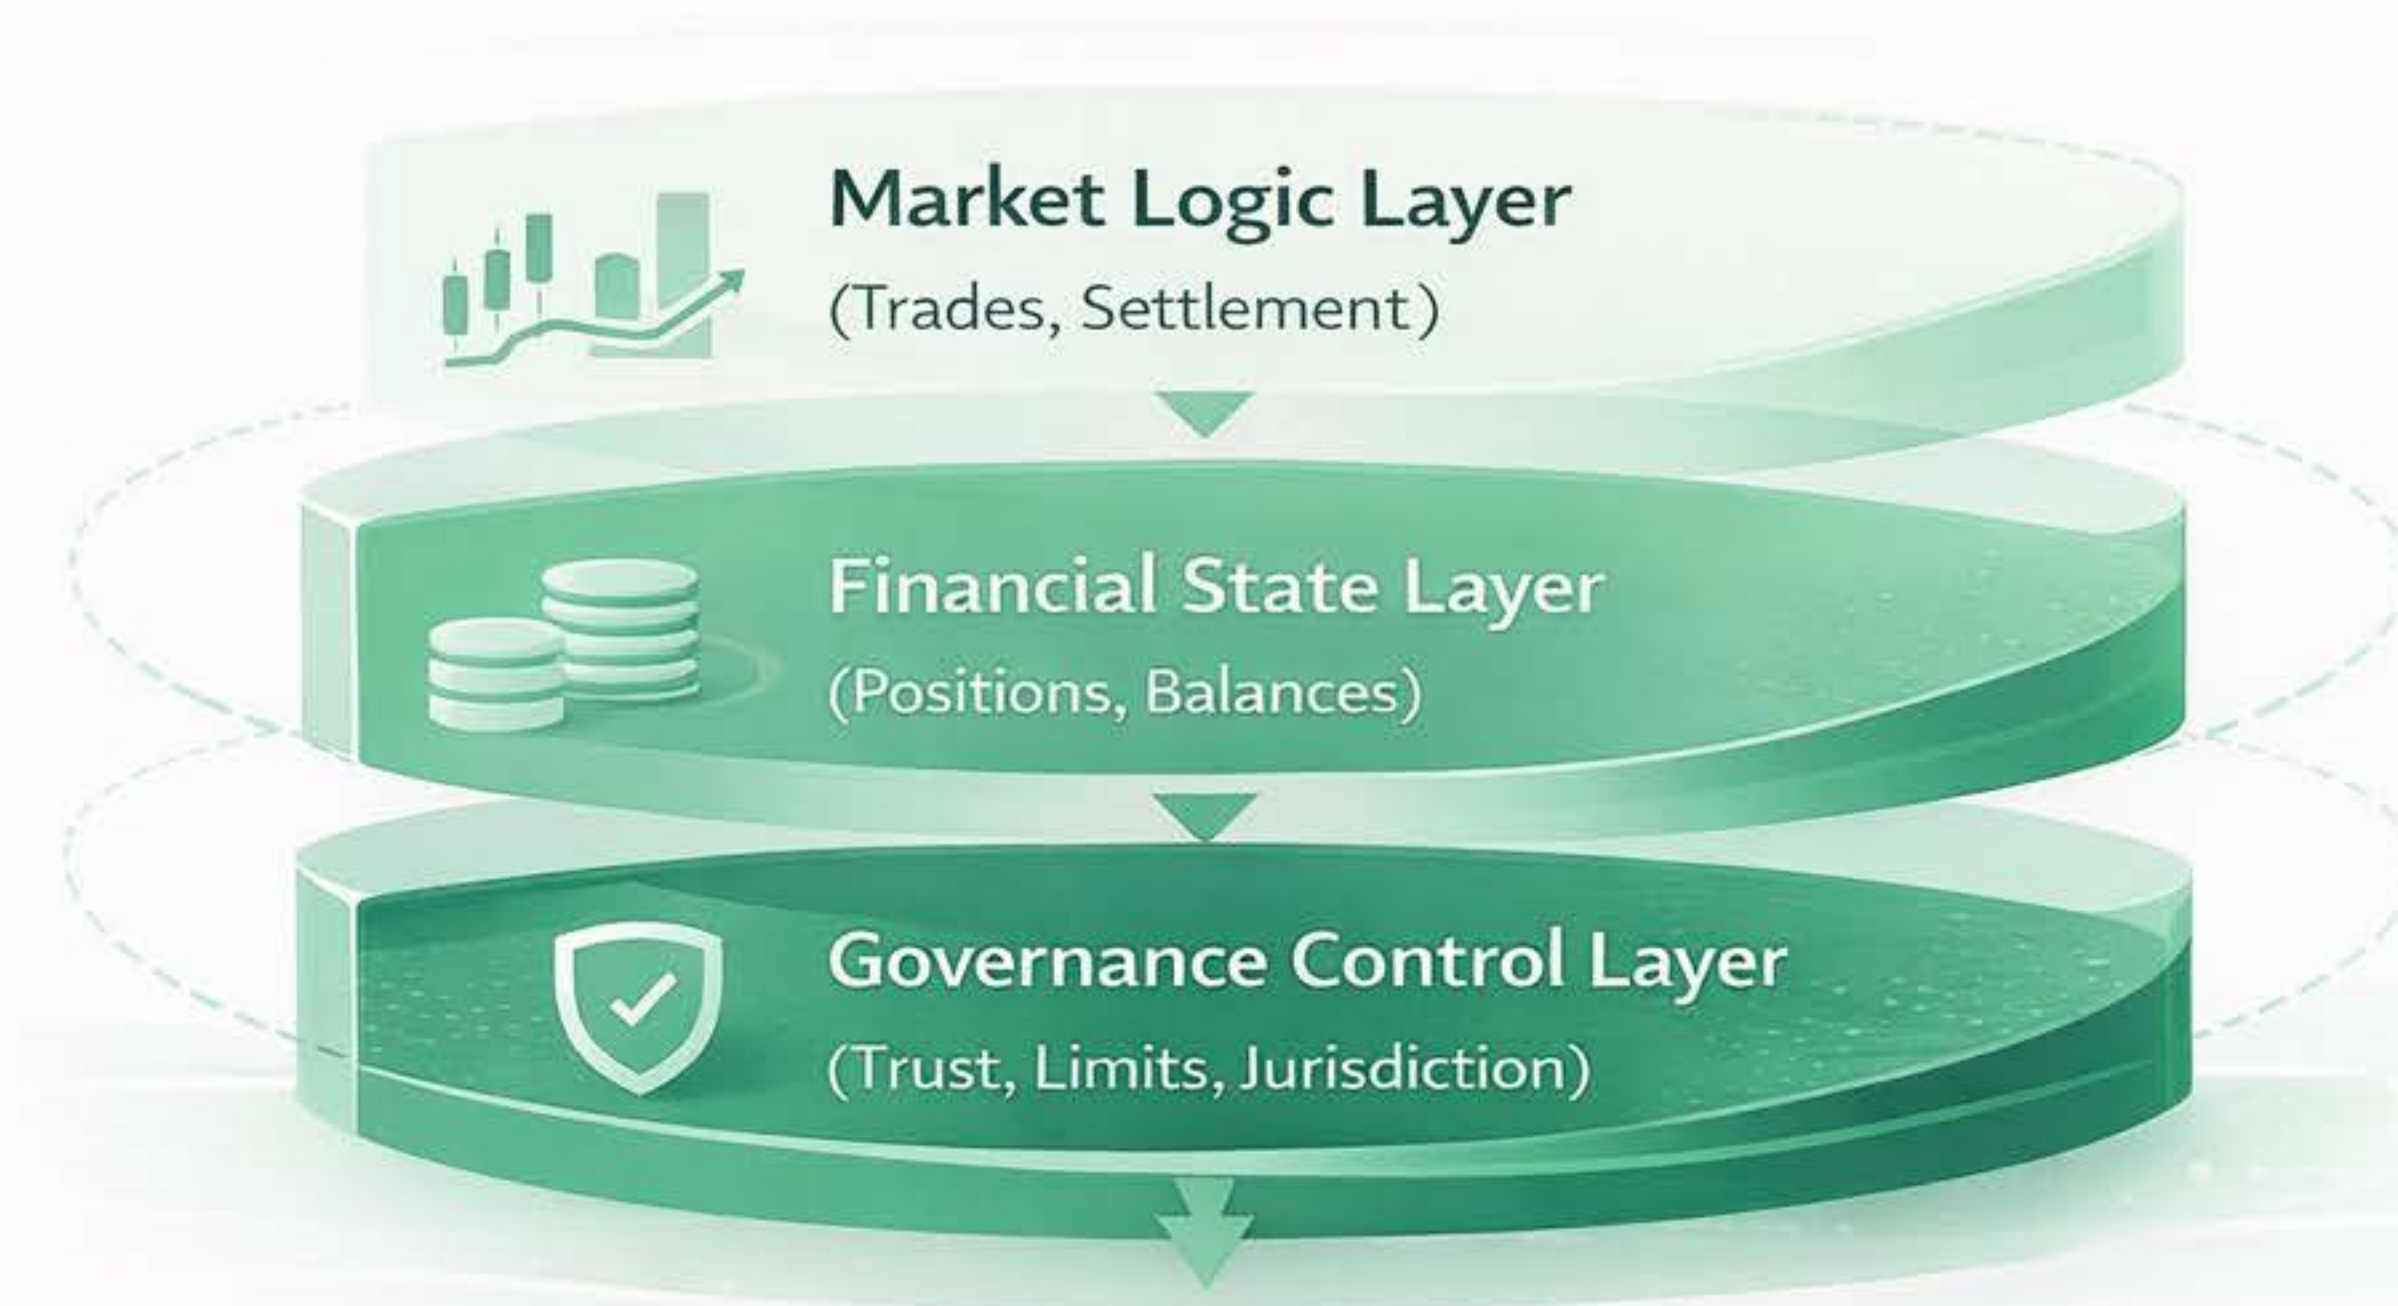 Market Logic Layer
(Trades, Settlement)
Financial State Layer
(Positions, Balances)
Governance Control Layer
(Trust, Limits, Jurisdiction)